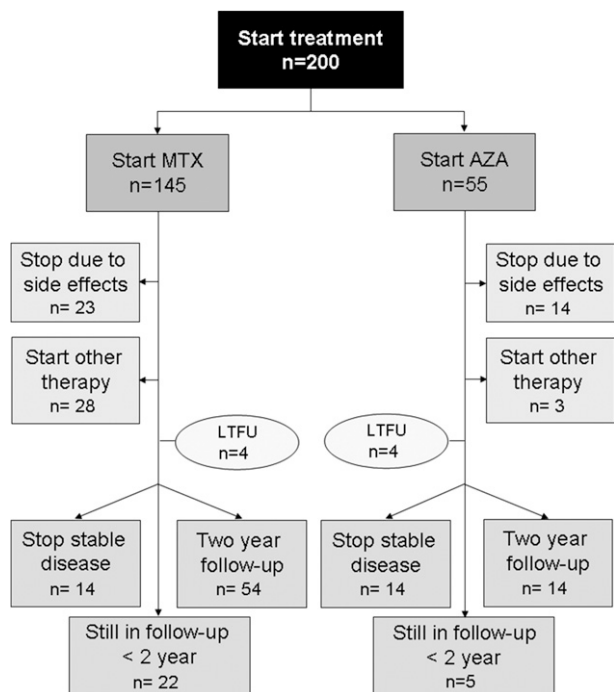 Start treatment
n=200
Start MTX
n=145
Start AZA
n=55
Stop due to
side effects
n= 23
Stop due to
side effects
n= 14
Start other
therapy
n= 28
Start other
therapy
n= 3
LTFU
n=4
LTFU
n=4
Stop stable
disease
n= 14
Two year
follow-up
n= 54
Stop stable
disease
n= 14
Two year
follow-up
n= 14
Still in follow-up
< 2 year
n= 22
Still in follow-up
< 2 year
n=5